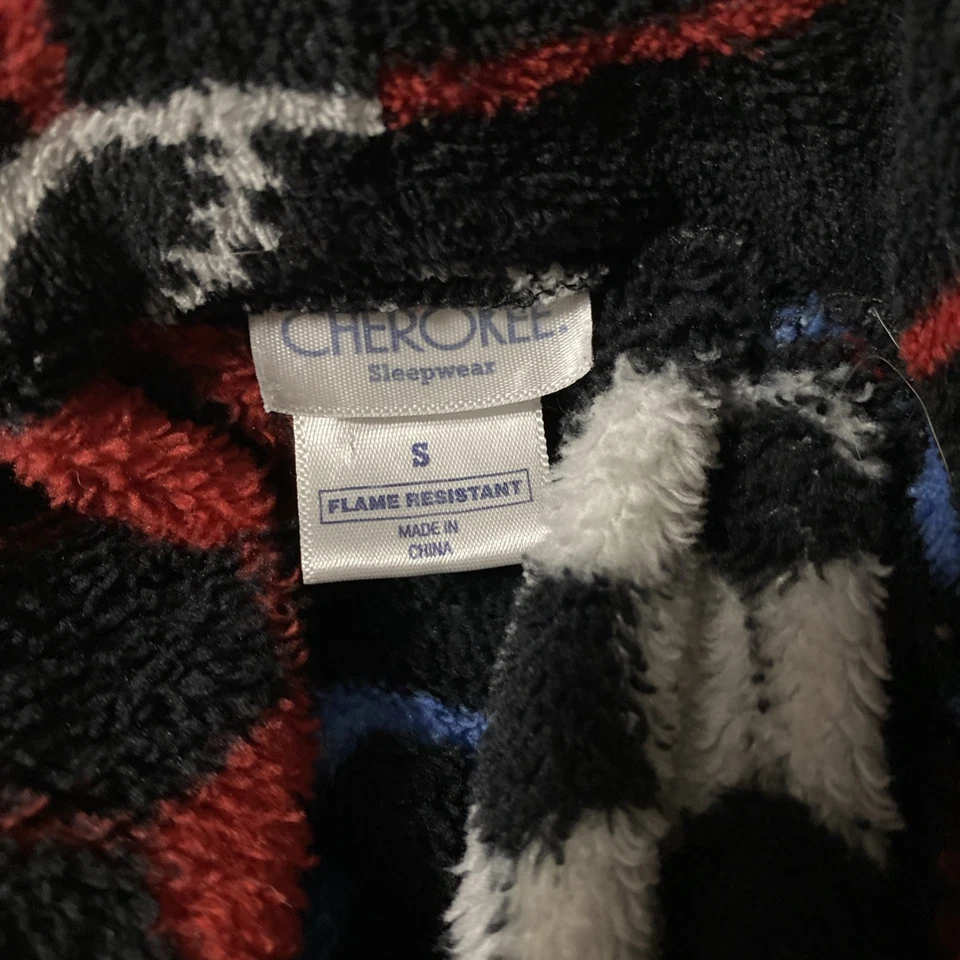 CHEROKEE.
Sleepwear
S
FLAME RESISTANT
MADE IN
CHINA